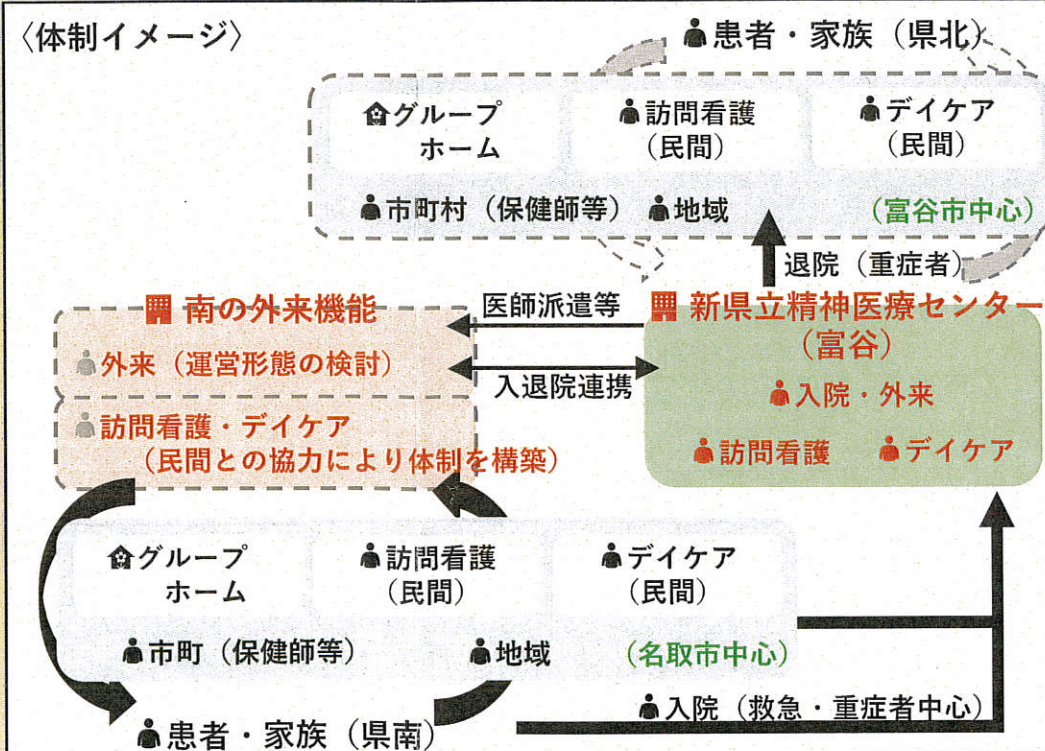 〈体制イメージ〉
患者・家族（県北）
グループ
ホーム
訪問看護
（民間）
デイケア
（民間）
市町村（保健師等）
地域
（富谷市中心）
退院（重症者）
南の外来機能
外来（運営形態の検討）
訪問看護・デイケア
（民間との協力により体制を構築）
医師派遣等
入退院連携
新県立精神医療センター
（富谷）
入院・外来
訪問看護
デイケア
グループ
ホーム
訪問看護
（民間）
デイケア
（民間）
市町（保健師等）
地域
（名取市中心）
入院（救急・重症者中心）
患者・家族（県南）